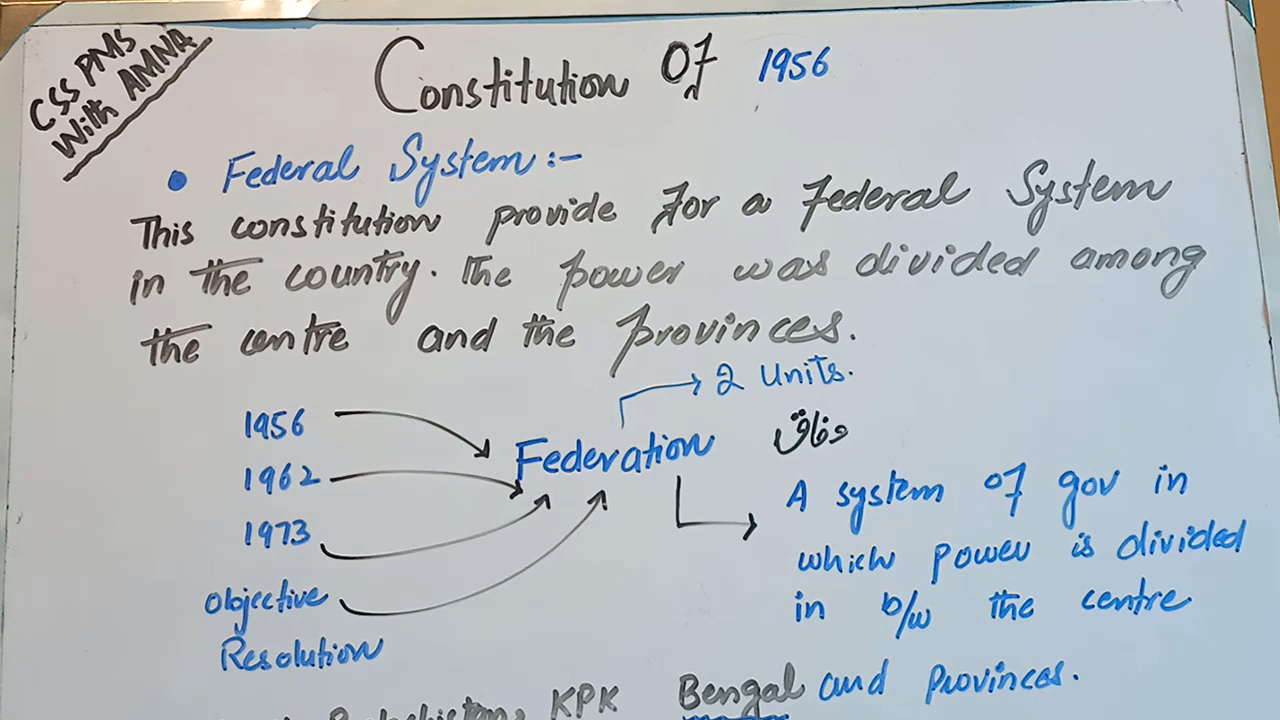 CSS PMS
With AMNA
Constitution Of 1956
• Federal System :-
This constitution provide for a Federal System
in the country. The power was divided among
the centre and the provinces.
2 Units.
1956
Federation
وفاق
1962
1973
A system of gov in
which power is divided
in b/w the centre
Objective
Resolution
and Provinces.
KPK Bengal